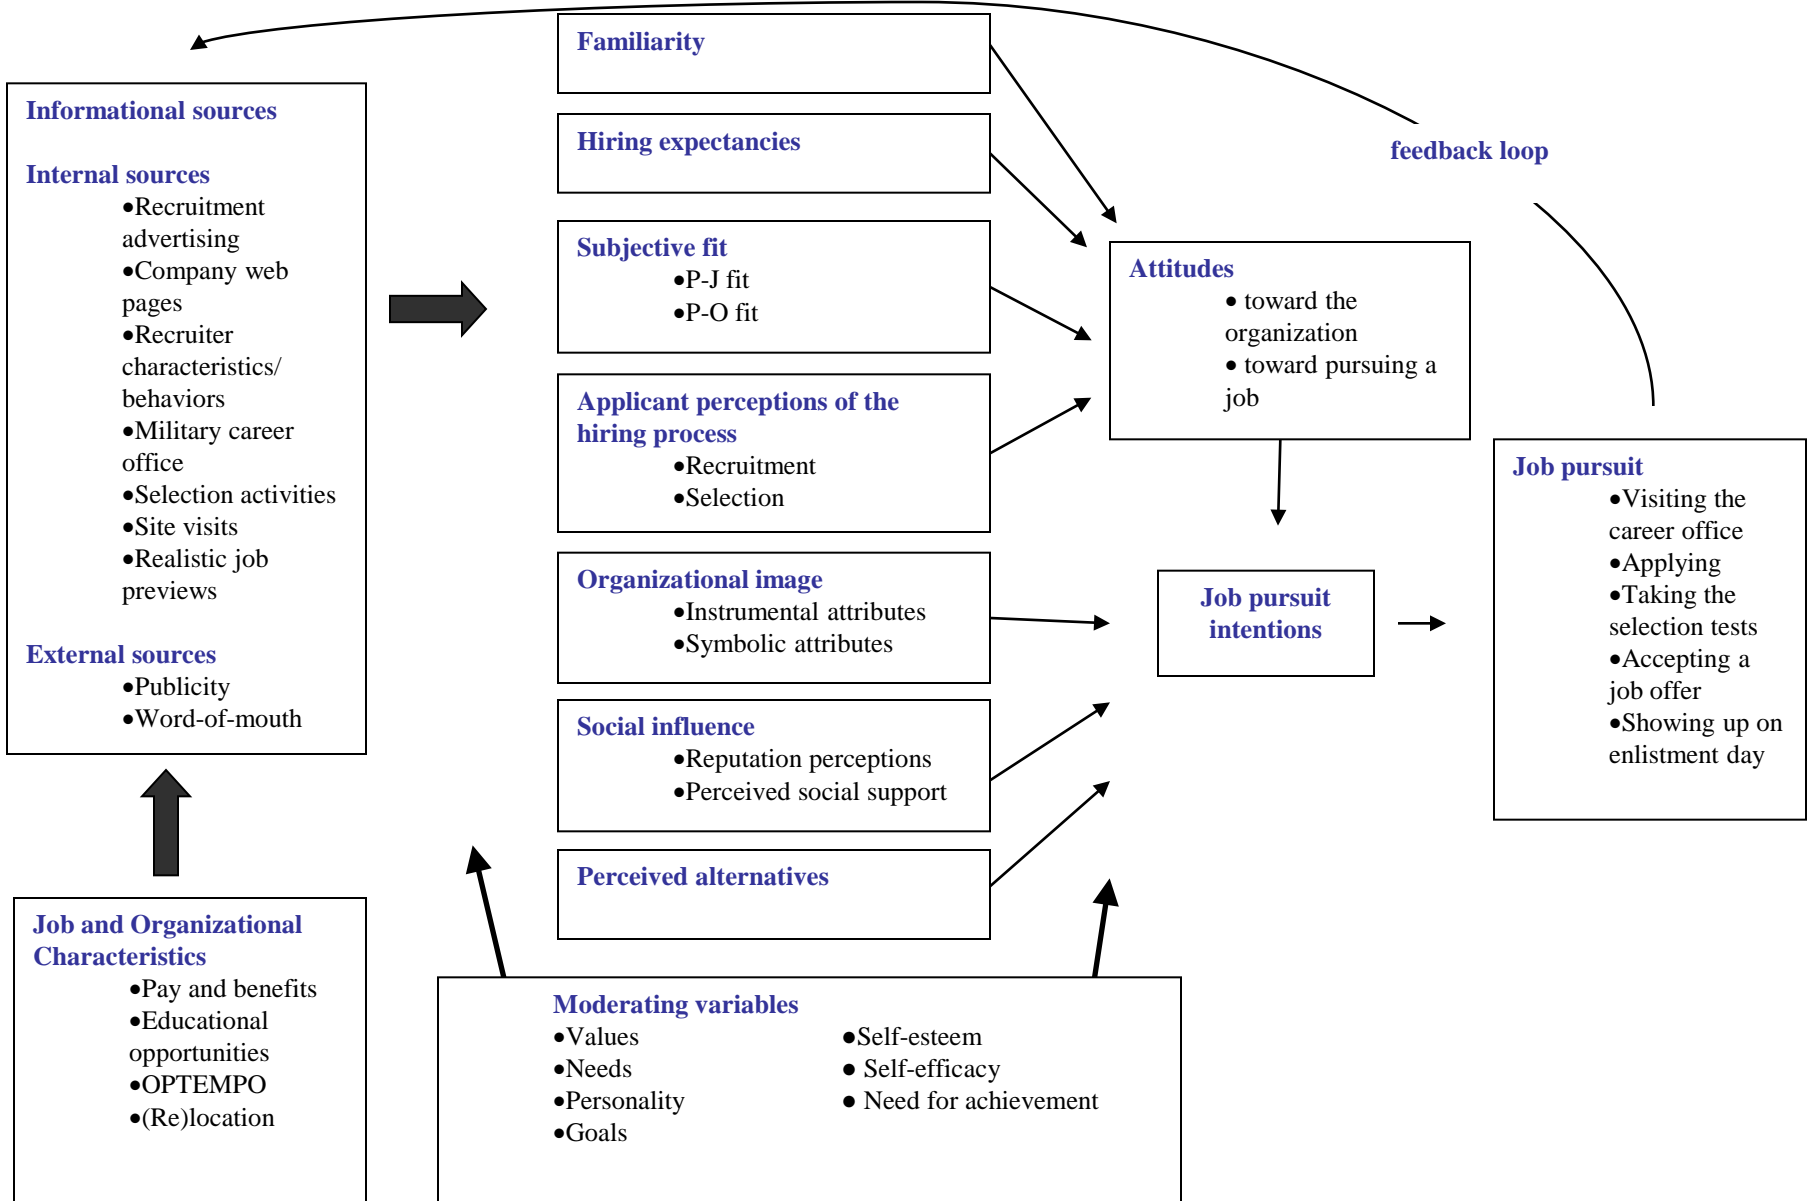 Informational sources
Internal sources
•Recruitment
advertising
•Company web
pages
•Recruiter
characteristics/
behaviors
•Military career
office
•Selection activities
•Site visits
•Realistic job
previews
External sources
•Publicity
•Word-of-mouth
Job and Organizational
Characteristics
•Pay and benefits
•Educational
opportunities
•OPTEMPO
•(Re)location
Familiarity
Hiring expectancies
Subjective fit
•P-J fit
•P-O fit
Applicant perceptions of the
hiring process
•Recruitment
•Selection
Organizational image
•Instrumental attributes
•Symbolic attributes
Social influence
•Reputation perceptions
•Perceived social support
Perceived alternatives
Moderating variables
•Values
•Needs
•Personality
•Goals
●Self-esteem
● Self-efficacy
● Need for achievement
Attitudes
• toward the
organization
• toward pursuing a
job
Job pursuit
intentions
feedback loop
Job pursuit
•Visiting the
career office
•Applying
•Taking the
selection tests
•Accepting a
job offer
•Showing up on
enlistment day